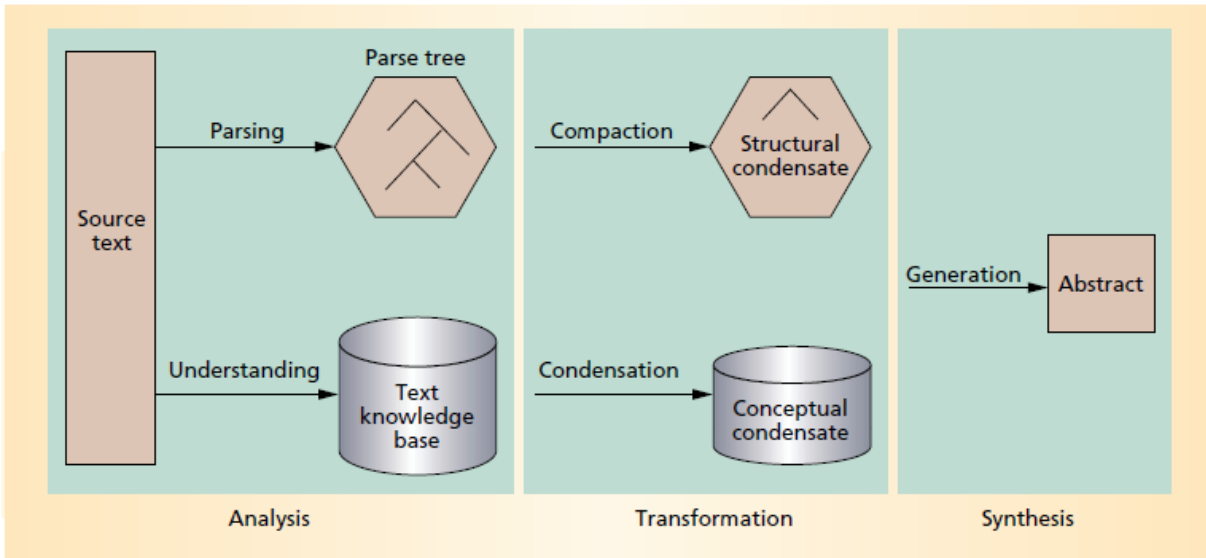 Parse tree
Parsing
Compaction
Structural
condensate
Source
text
Generation
Abstract
Understanding
Text
knowledge
base
Condensation
Conceptual
condensate
Analysis
Transformation
Synthesis